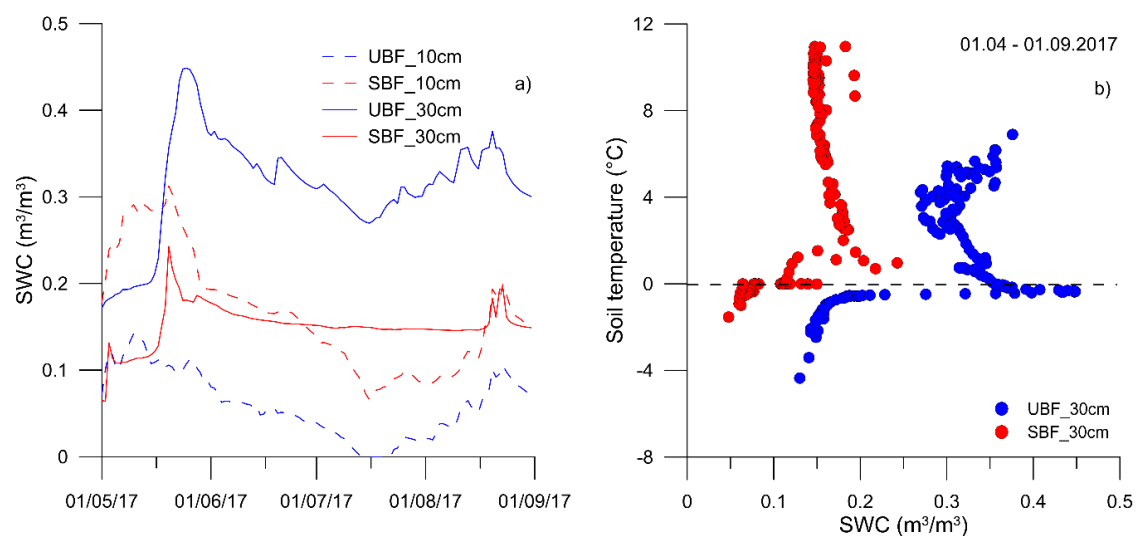 0.5
0.4
0.3
0.2
0.1
0
SWC (m³/m³)
UBF_10cm
SBF_10cm
UBF_30cm
SBF_30cm
a)
01/05/17
01/06/17
01/07/17
01/08/17
01/09/17
12
8
4
0
-4
-8
Soil temperature (°C)
01.04 - 01.09.2017
b)
UBF_30cm
SBF_30cm
0
0.1
0.2
0.3
0.4
0.5
SWC (m³/m³)